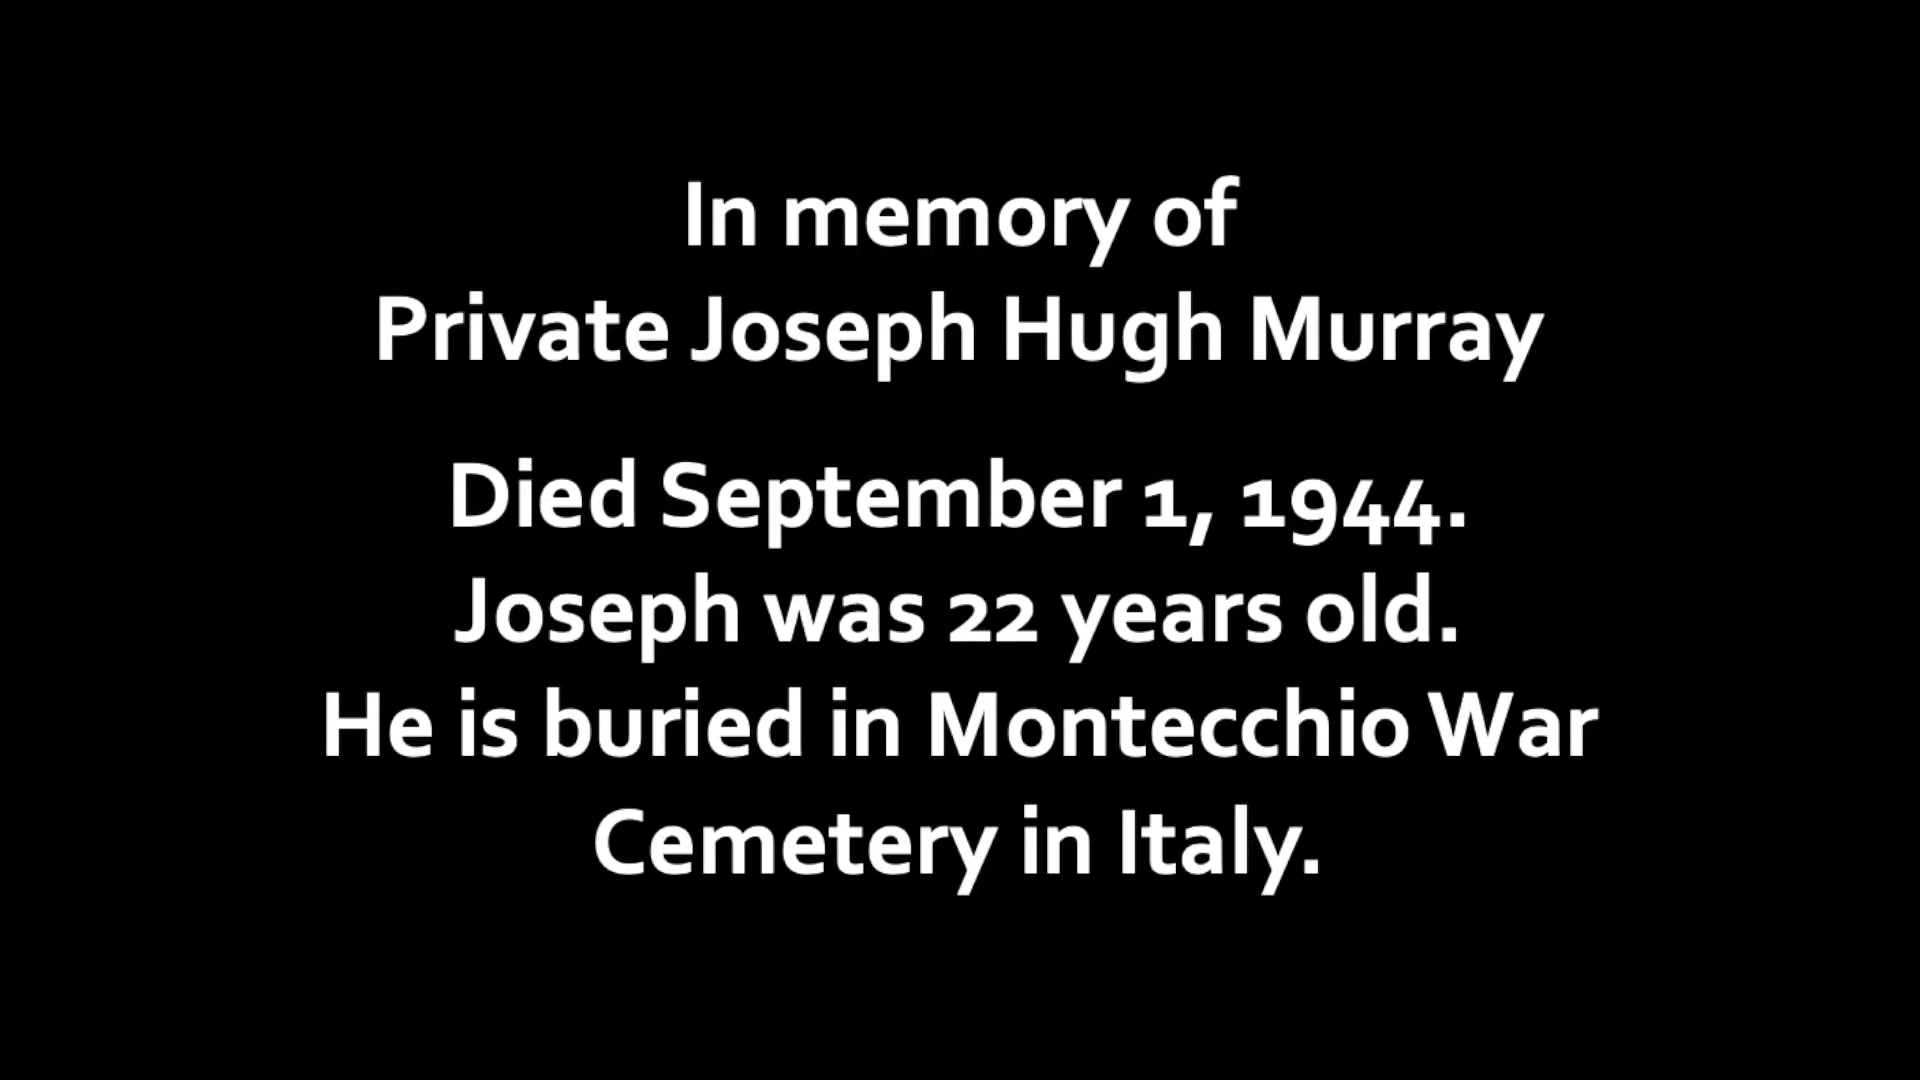 In memory of
Private Joseph Hugh Murray
Died September 1, 1944.
Joseph was 22 years old.
He is buried in Montecchio War
Cemetery in Italy.